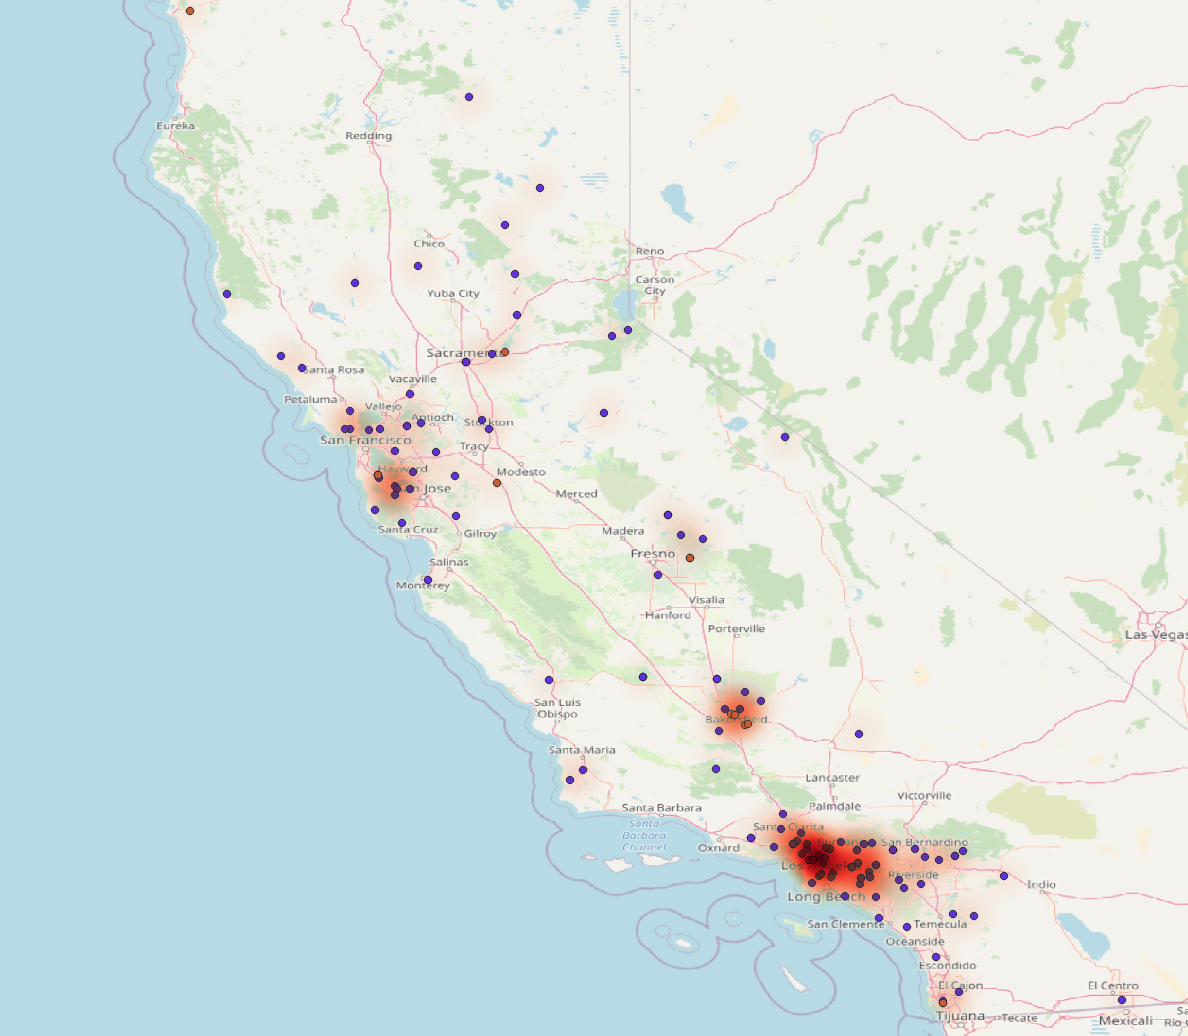 Eureka
Redding
Chico
Reno
Carson
City
Yuba City
Sacramento
Santa Rosa
Vacaville
Petaluma
Vallejo
Antioch
Stockton
San Francisco
Tracy
Hayward
Modesto
San Jose
Merced
Santa Cruz
Gilroy
Madera
Fresno
Salinas
Monterey
Visalia
Hanford
Porterville
Las Vegas
San Luis
Obispo
Bakersfield
Santa Maria
Lancaster
Victorville
Palmdale
Santa Barbara
Santa
Barbara
Channel
Santa Clarita
Oxnard
Burbank
San Bernardino
Los Angeles
Riverside
Indio
Long Beach
San Clemente
Temecula
Oceanside
Escondido
El Cajon
El Centro
Tijuana
Tecate
Mexicali
Río